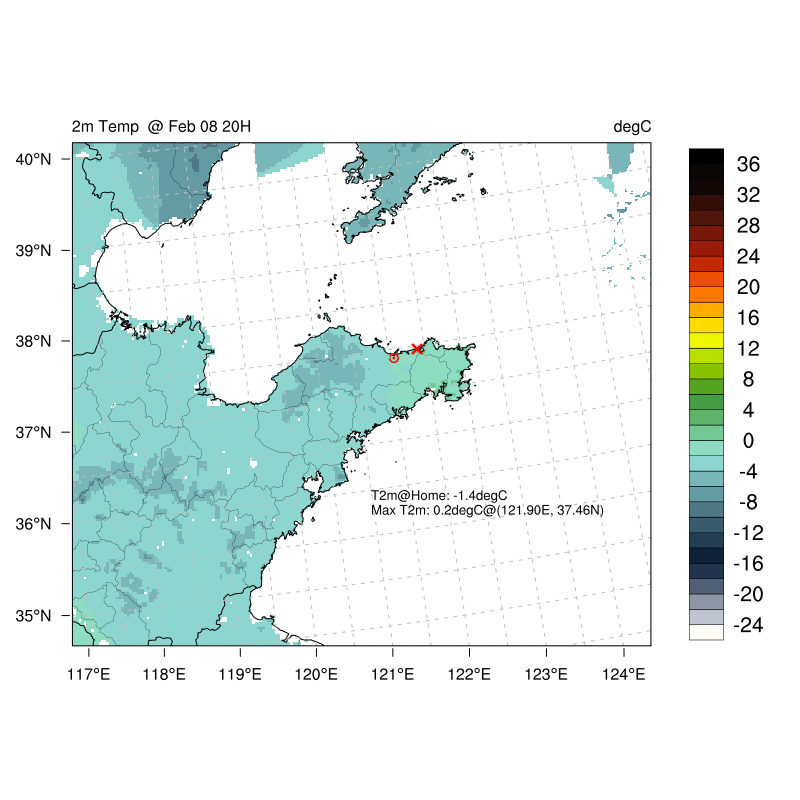 2m Temp @ Feb 08 20H
degC
40°N
39°N
38°N
37°N
36°N
35°N
117°E
118°E
119°E
120°E
121°E
122°E
123°E
124°E
T2m@Home: -1.4degC
Max T2m: 0.2degC@(121.90E, 37.46N)
36
32
28
24
20
16
12
8
4
0
-4
-8
-12
-16
-20
-24